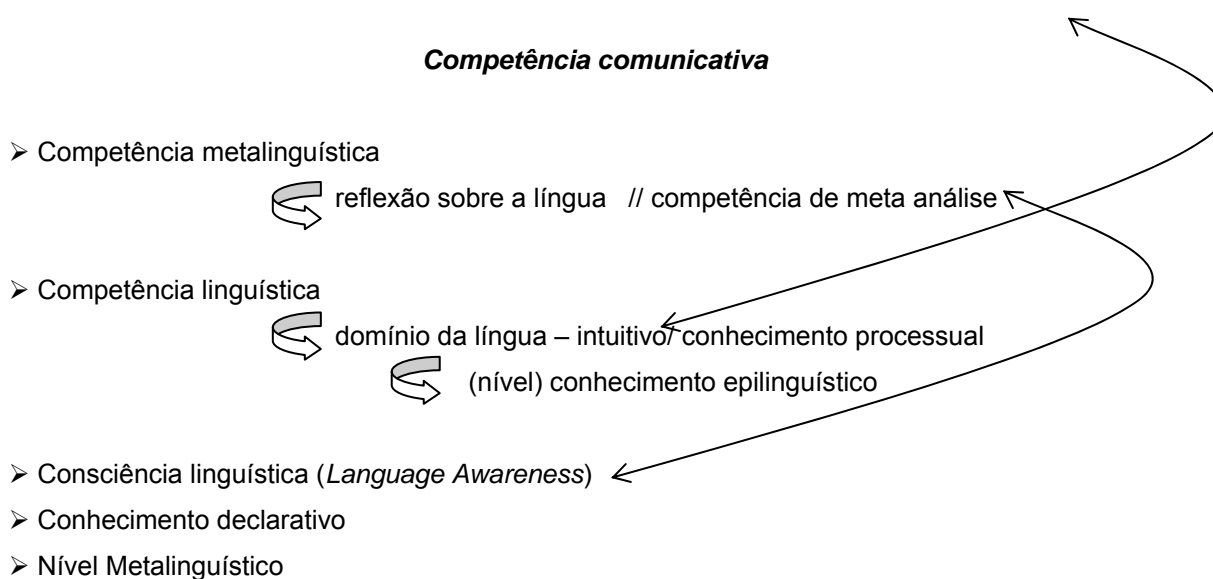 Competência comunicativa
➢ Competência metalinguística
reflexão sobre a língua // competência de meta análise
➢ Competência linguística
domínio da língua – intuitivo/ conhecimento processual
(nível) conhecimento epilinguístico
➢ Consciência linguística (Language Awareness)
➢ Conhecimento declarativo
➢ Nível Metalinguístico